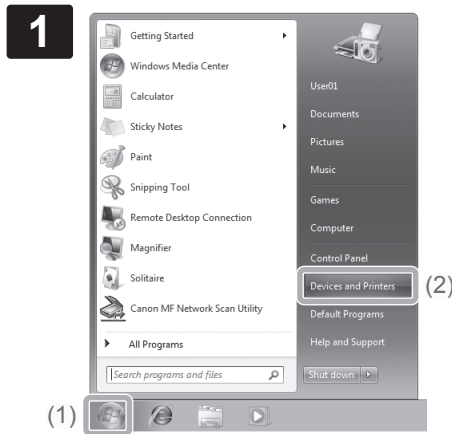 1
Getting Started
Windows Media Center
Calculator
Sticky Notes
Paint
Snipping Tool
Remote Desktop Connection
Magnifier
Solitaire
Canon MF Network Scan Utility
All Programs
Search programs and files
User01
Documents
Pictures
Music
Games
Computer
Control Panel
Devices and Printers
(2)
Default Programs
Help and Support
Shut down
(1)